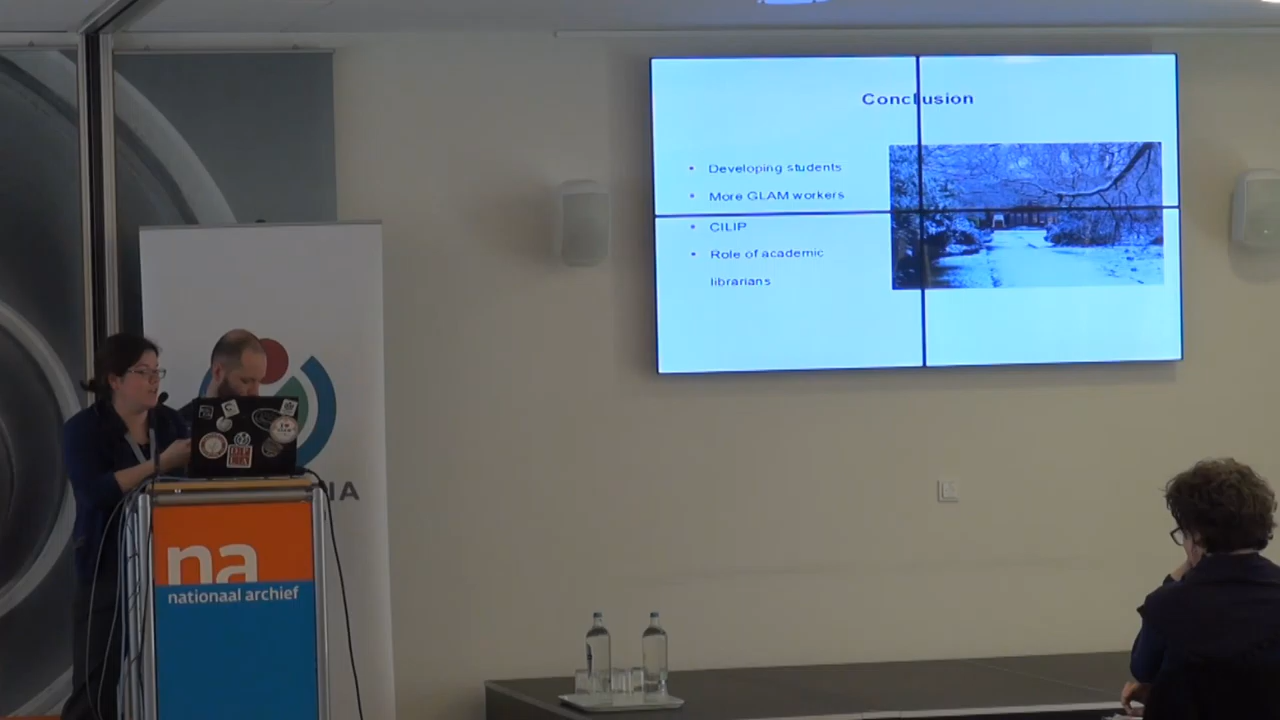 Conclusion
• Developing students
• More GLAM workers
• CILIP
• Role of academic
librarians
IA
na
nationaal archief